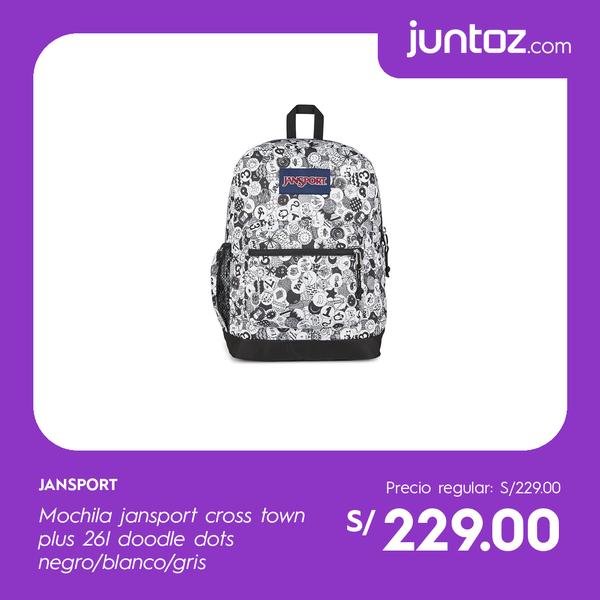 juntoz.com
JANSPORT
JANSPORT
Mochila jansport cross town
plus 26l doodle dots
negro/blanco/gris
Precio regular: S/229.00
S/ 229.00